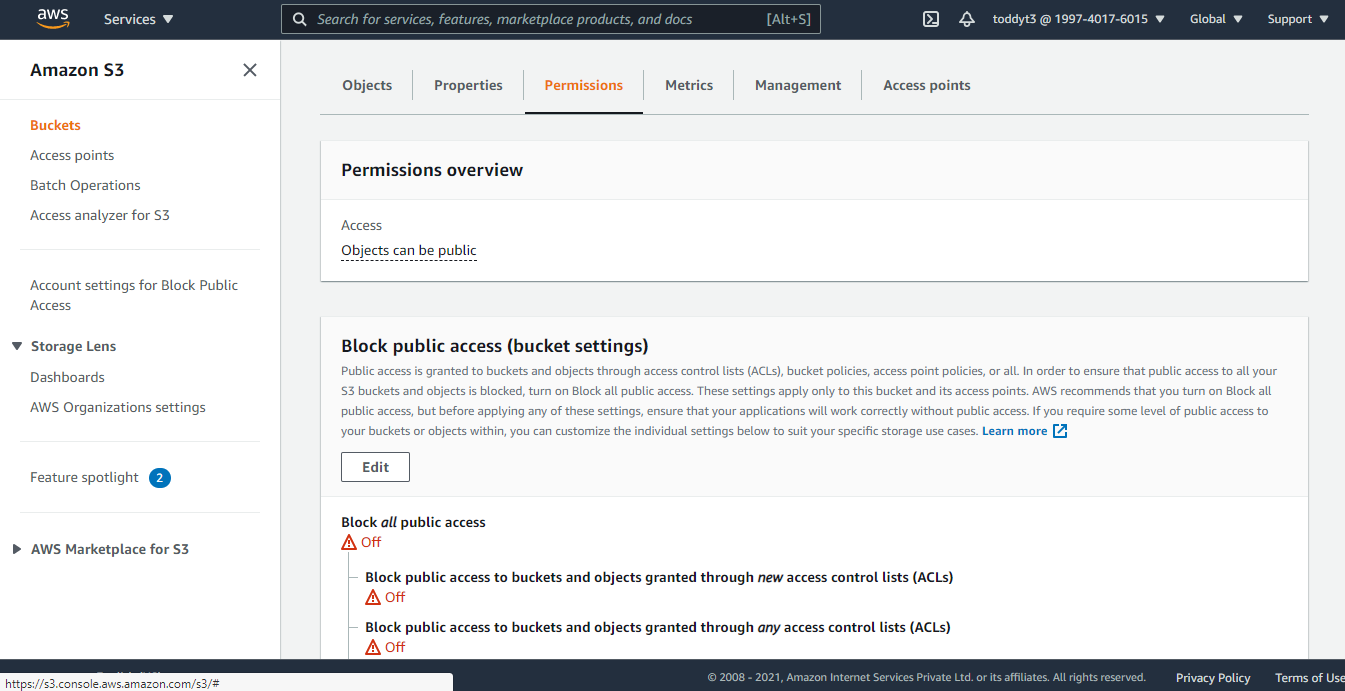 aws
Services
Search for services, features, marketplace products, and docs
[Alt+S]
toddyt3 @ 1997-4017-6015
Global
Support
Amazon S3
Buckets
Access points
Batch Operations
Access analyzer for S3
Account settings for Block Public
Access
Storage Lens
Dashboards
AWS Organizations settings
Feature spotlight 2
AWS Marketplace for S3
Objects
Properties
Permissions
Metrics
Management
Access points
Permissions overview
Access
Objects can be public
Block public access (bucket settings)
Public access is granted to buckets and objects through access control lists (ACLs), bucket policies, access point policies, or all. In order to ensure that public access to all your
S3 buckets and objects is blocked, turn on Block all public access. These settings apply only to this bucket and its access points. AWS recommends that you turn on Block all
public access, but before applying any of these settings, ensure that your applications will work correctly without public access. If you require some level of public access to
your buckets or objects within, you can customize the individual settings below to suit your specific storage use cases. Learn more
Edit
Block all public access
Off
Block public access to buckets and objects granted through new access control lists (ACLs)
Off
Block public access to buckets and objects granted through any access control lists (ACLs)
Off
https://s3.console.aws.amazon.com/s3/#
© 2008 - 2021, Amazon Internet Services Private Ltd. or its affiliates. All rights reserved.
Privacy Policy
Terms of Use